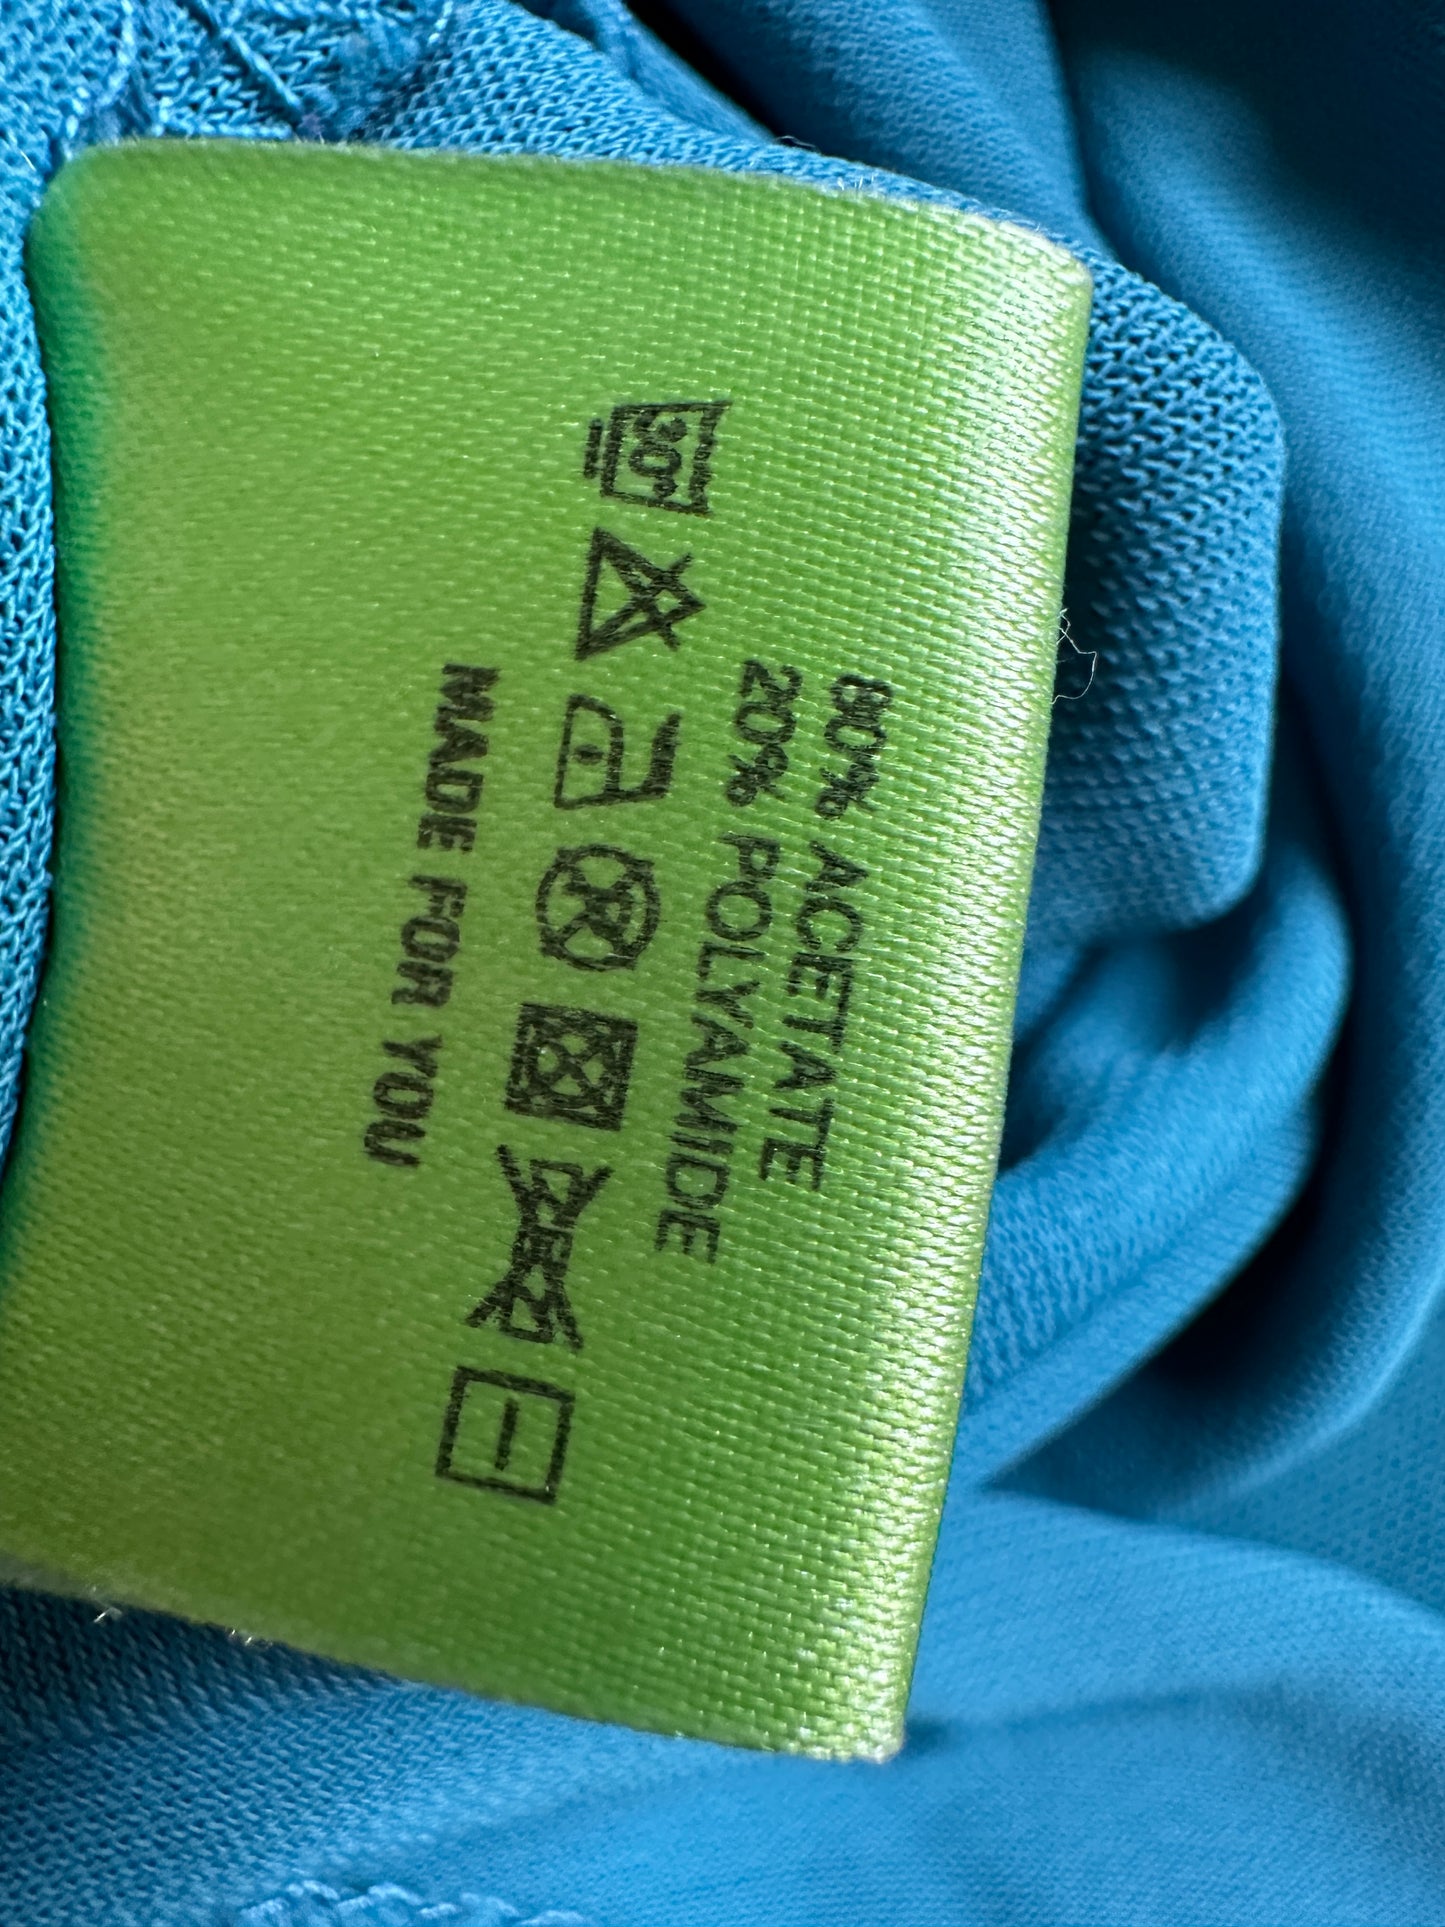 80% ACETATE
20% POLYAMIDE
30°
MADE FOR YOU